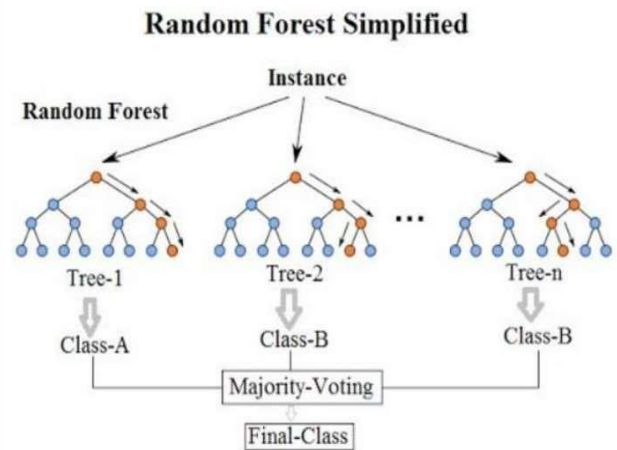 Random Forest Simplified
Instance
Random Forest
...
Tree-1
Tree-2
Tree-n
Class-A
Class-B
Class-B
Majority-Voting
Final-Class